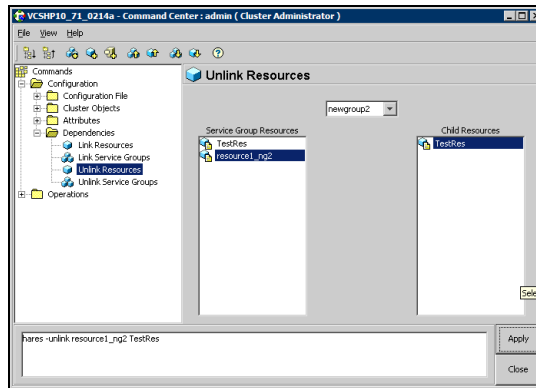 VCSHP10_71_0214a - Command Center : admin ( Cluster Administrator )
File View Help
Commands
Configuration
Configuration File
Cluster Objects
Attributes
Dependencies
Link Resources
Link Service Groups
Unlink Resources
Unlink Service Groups
Operations
Unlink Resources
newgroup2
Service Group Resources
TestRes
resource1_ng2
Child Resources
TestRes
Sele
hares -unlink resource1_ng2 TestRes
Apply
Close